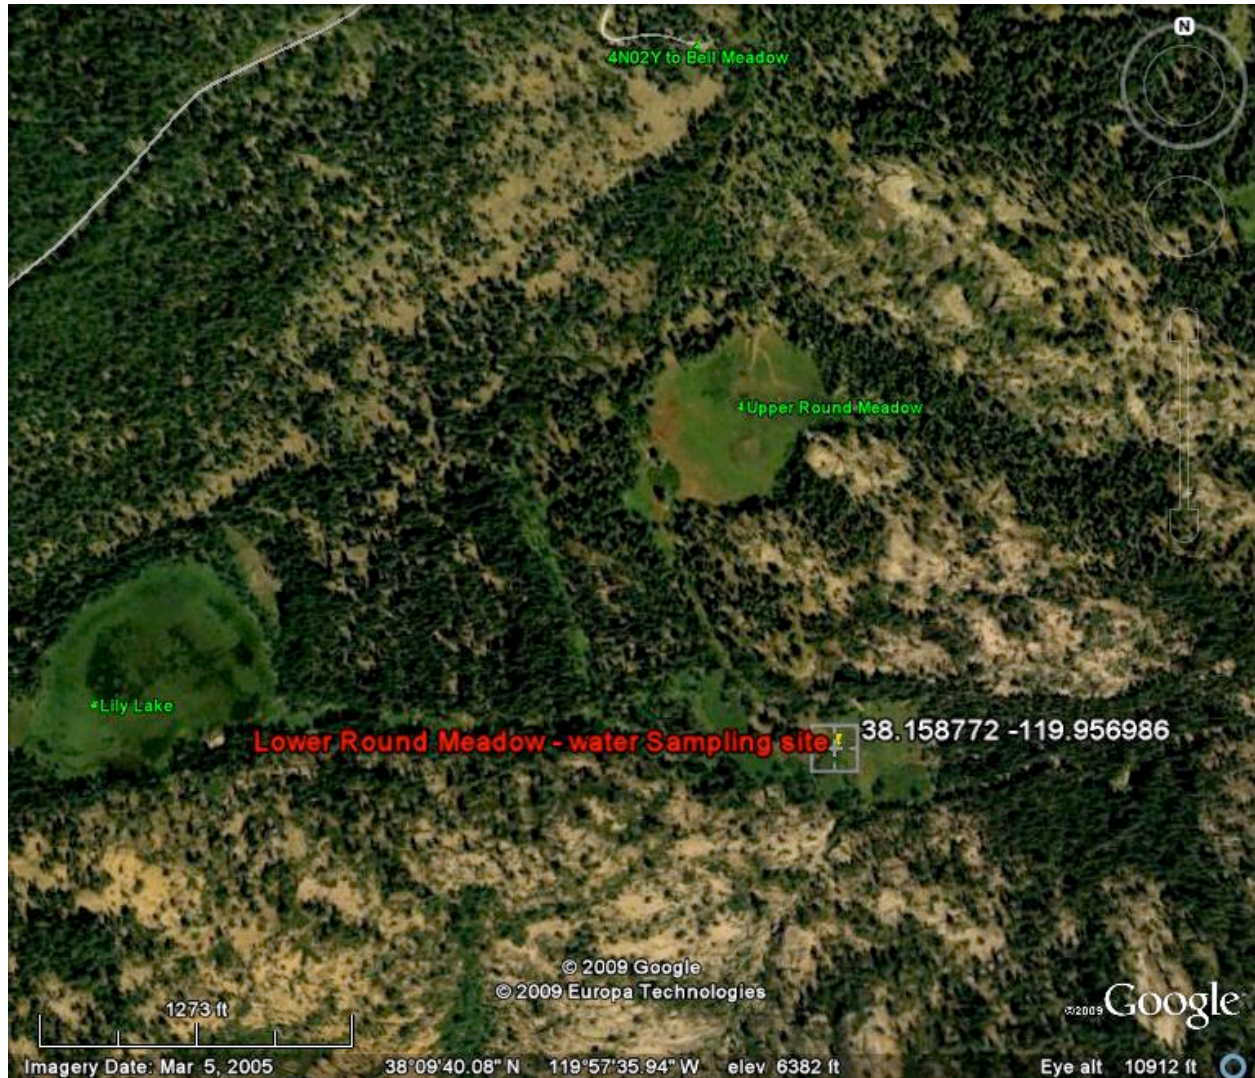 N
4N02Y to Bell Meadow
Upper Round Meadow
Lily Lake
Lower Round Meadow - water Sampling site
38.158772 -119.956986
© 2009 Google
© 2009 Europa Technologies
©2009 Google
1273 ft
Imagery Date: Mar 5, 2005 38°09'40.08" N 119°57'35.94" W elev 6382 ft Eye alt 10912 ft